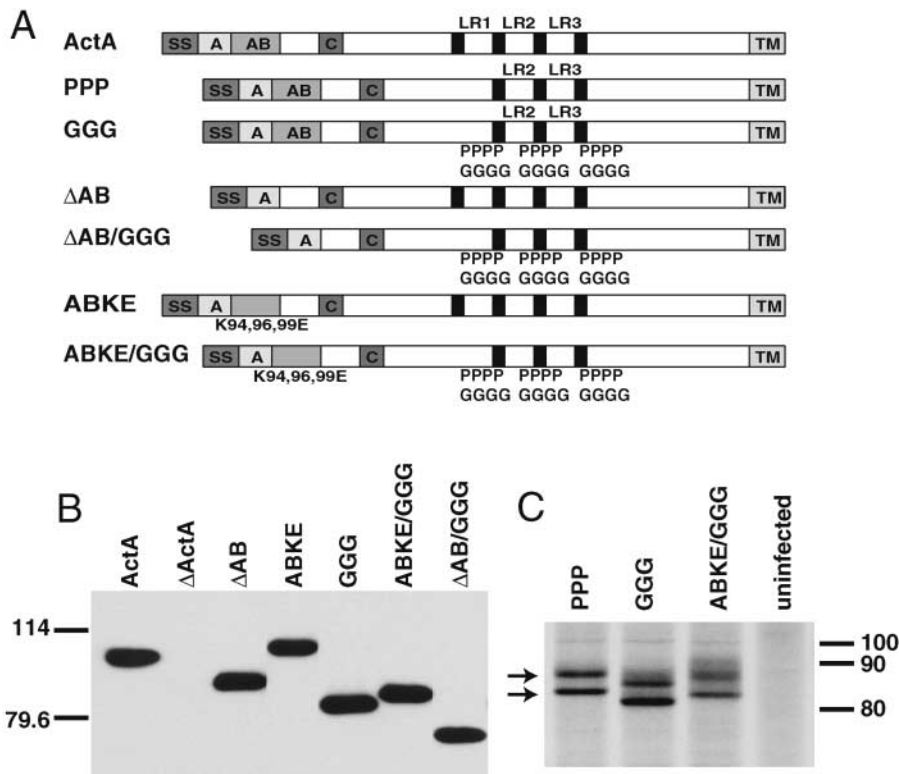 A
LR1 LR2 LR3
ActA SS A AB C TM
LR2 LR3
PPP SS A AB C TM
LR2 LR3
GGG SS A AB C TM
PPPP PPPP PPPP
GGGG GGGG GGGG
ΔAB SS A C TM
ΔAB/GGG SS A C TM
PPPP PPPP PPPP
GGGG GGGG GGGG
ABKE SS A C TM
K94,96,99E
ABKE/GGG SS A C TM
K94,96,99E
PPPP PPPP PPPP
GGGG GGGG GGGG
B
ActA
ΔActA
ΔAB
ABKE
GGG
ABKE/GGG
ΔAB/GGG
114
79.6
C
PPP
GGG
ABKE/GGG
uninfected
100
90
80